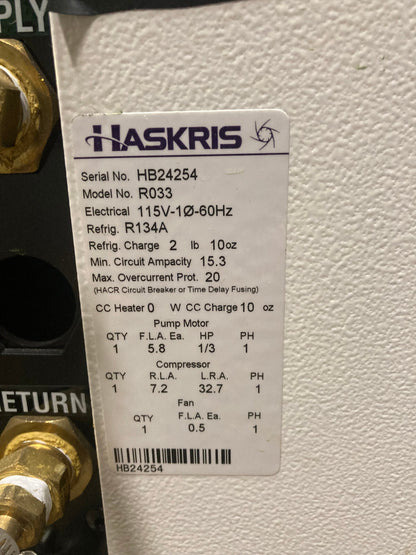 PLY
HASKRIS
Serial No. HB24254
Model No. R033
Electrical 115V-1Ø-60Hz
Refrig. R134A
Refrig. Charge 2 lb 10oz
Min. Circuit Ampacity 15.3
Max. Overcurrent Prot. 20
(HACR Circuit Breaker or Time Delay Fusing)
CC Heater 0 W CC Charge 10 oz
Pump Motor
QTY F.L.A. Ea. HP PH
1 5.8 1/3 1
Compressor
QTY R.L.A. L.R.A. PH
1 7.2 32.7 1
Fan
QTY F.L.A. Ea. PH
1 0.5 1
HB24254
RETURN